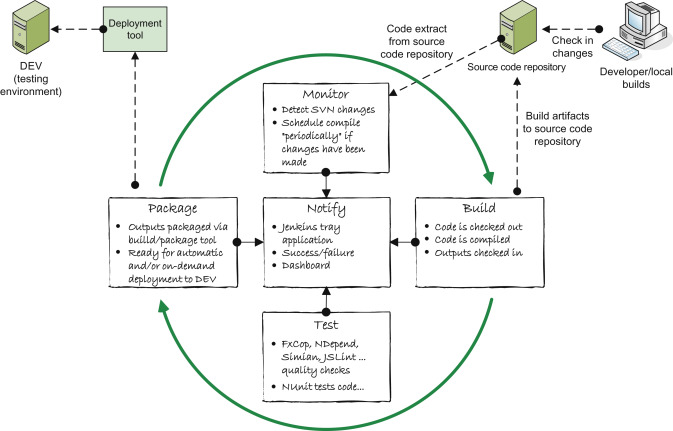 Deployment
tool
DEV
(testing
environment)
Code extract
from source
code repository
Source code repository
Check in
changes
Developer/local
builds
Build artifacts
to source code
repository
Monitor
• Detect SVN changes
• Schedule compile
"periodically" if
changes have been
made
Package
• Outputs packaged via
build/package tool
• Ready for automatic
and/or on-demand
deployment to DEV
Notify
• Jenkins tray
application
• Success/failure
• Dashboard
Build
• Code is checked out
• Code is compiled
• Outputs checked in
Test
• FxCop, NDepend,
Simian, JSLint ...
quality checks
• NUnit tests code...